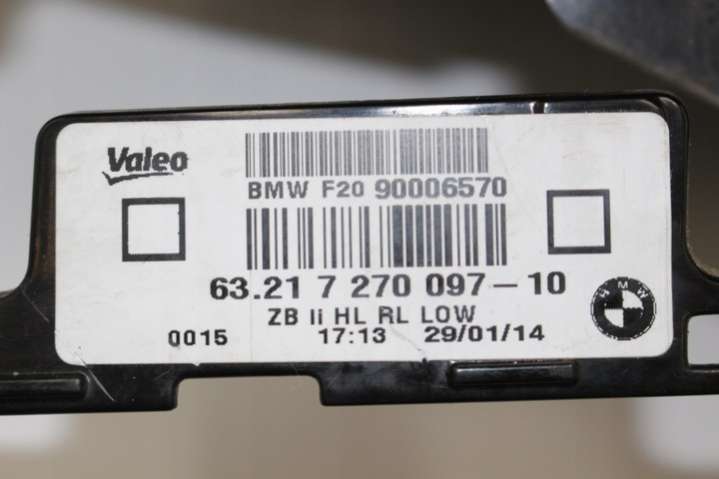 Valeo
BMW F20 90006570
63.21 7 270 097-10
ZB li HL RL LOW
0015 17:13 29/01/14
BMW